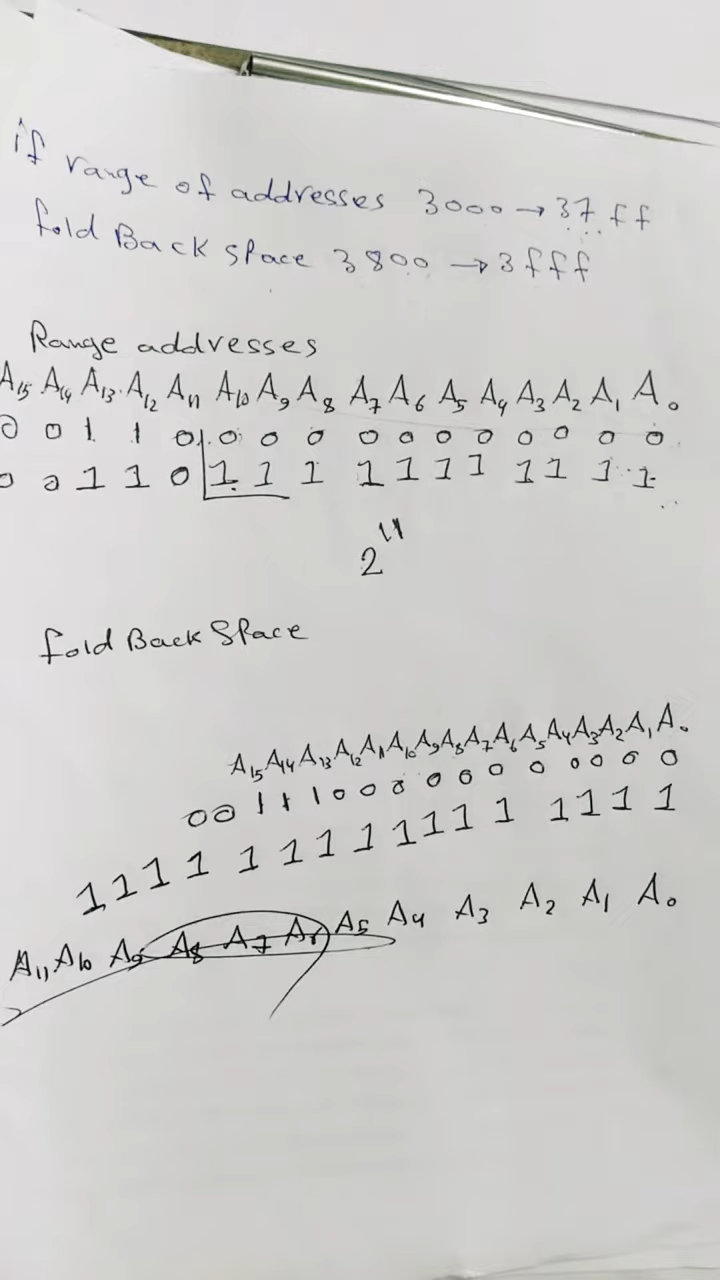 if range of addresses 3000 → 37ff
fold Back space 3800 → 3fff
Range addresses
A15 A14 A13 A12 A11 A10 A9 A8 A7 A6 A5 A4 A3 A2 A1 A0
0 0 1 1 0 0 0 0 0 0 0 0 0 0 0 0
0 0 1 1 0 1 1 1 1 1 1 1 1 1 1 1
2^11
fold Back Space
A15 A14 A13 A12 A11 A10 A9 A8 A7 A6 A5 A4 A3 A2 A1 A0
0 0 1 1 1 0 0 0 0 0 0 0 0 0 0 0
1 1 1 1 1 1 1 1 1 1 1 1 1 1 1 1
A11 A10 A9 A8 A7 A6 A5 A4 A3 A2 A1 A0